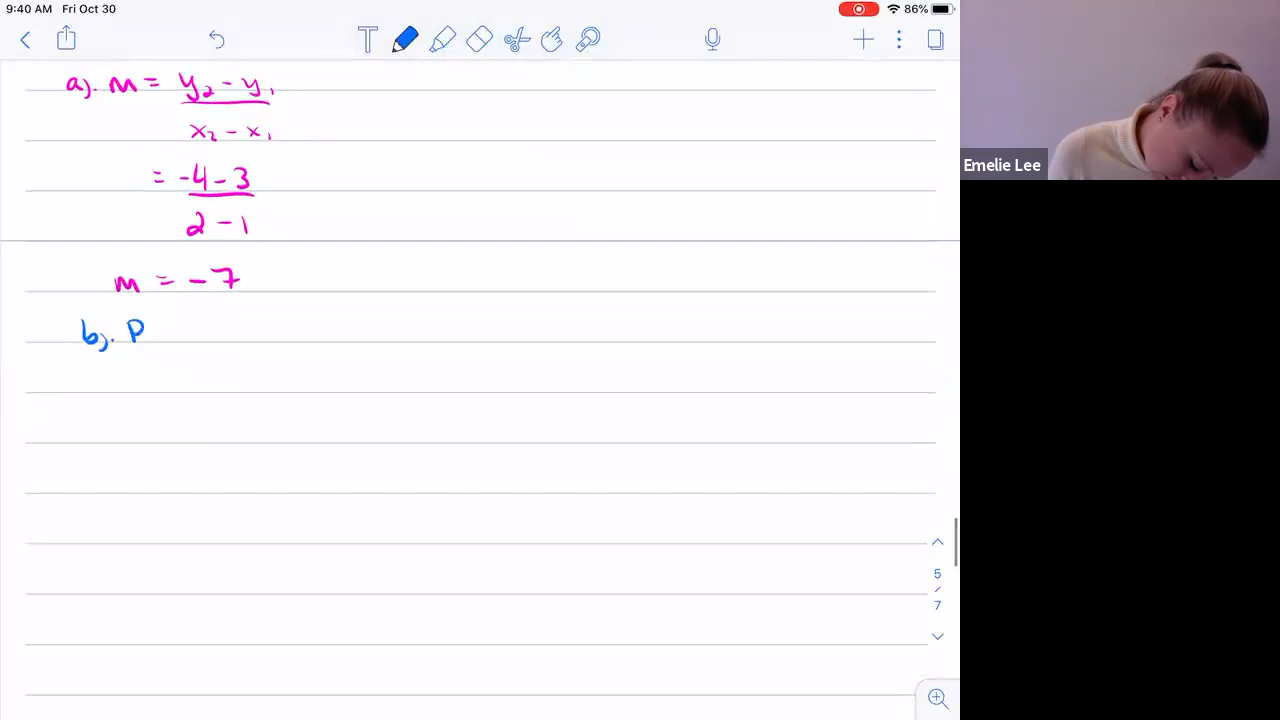 9:40 AM Fri Oct 30
86%
a). m = y₂ - y₁
x₂ - x₁
= -4 - 3
2 - 1
m = -7
b). P
Emelie Lee
5
/
7